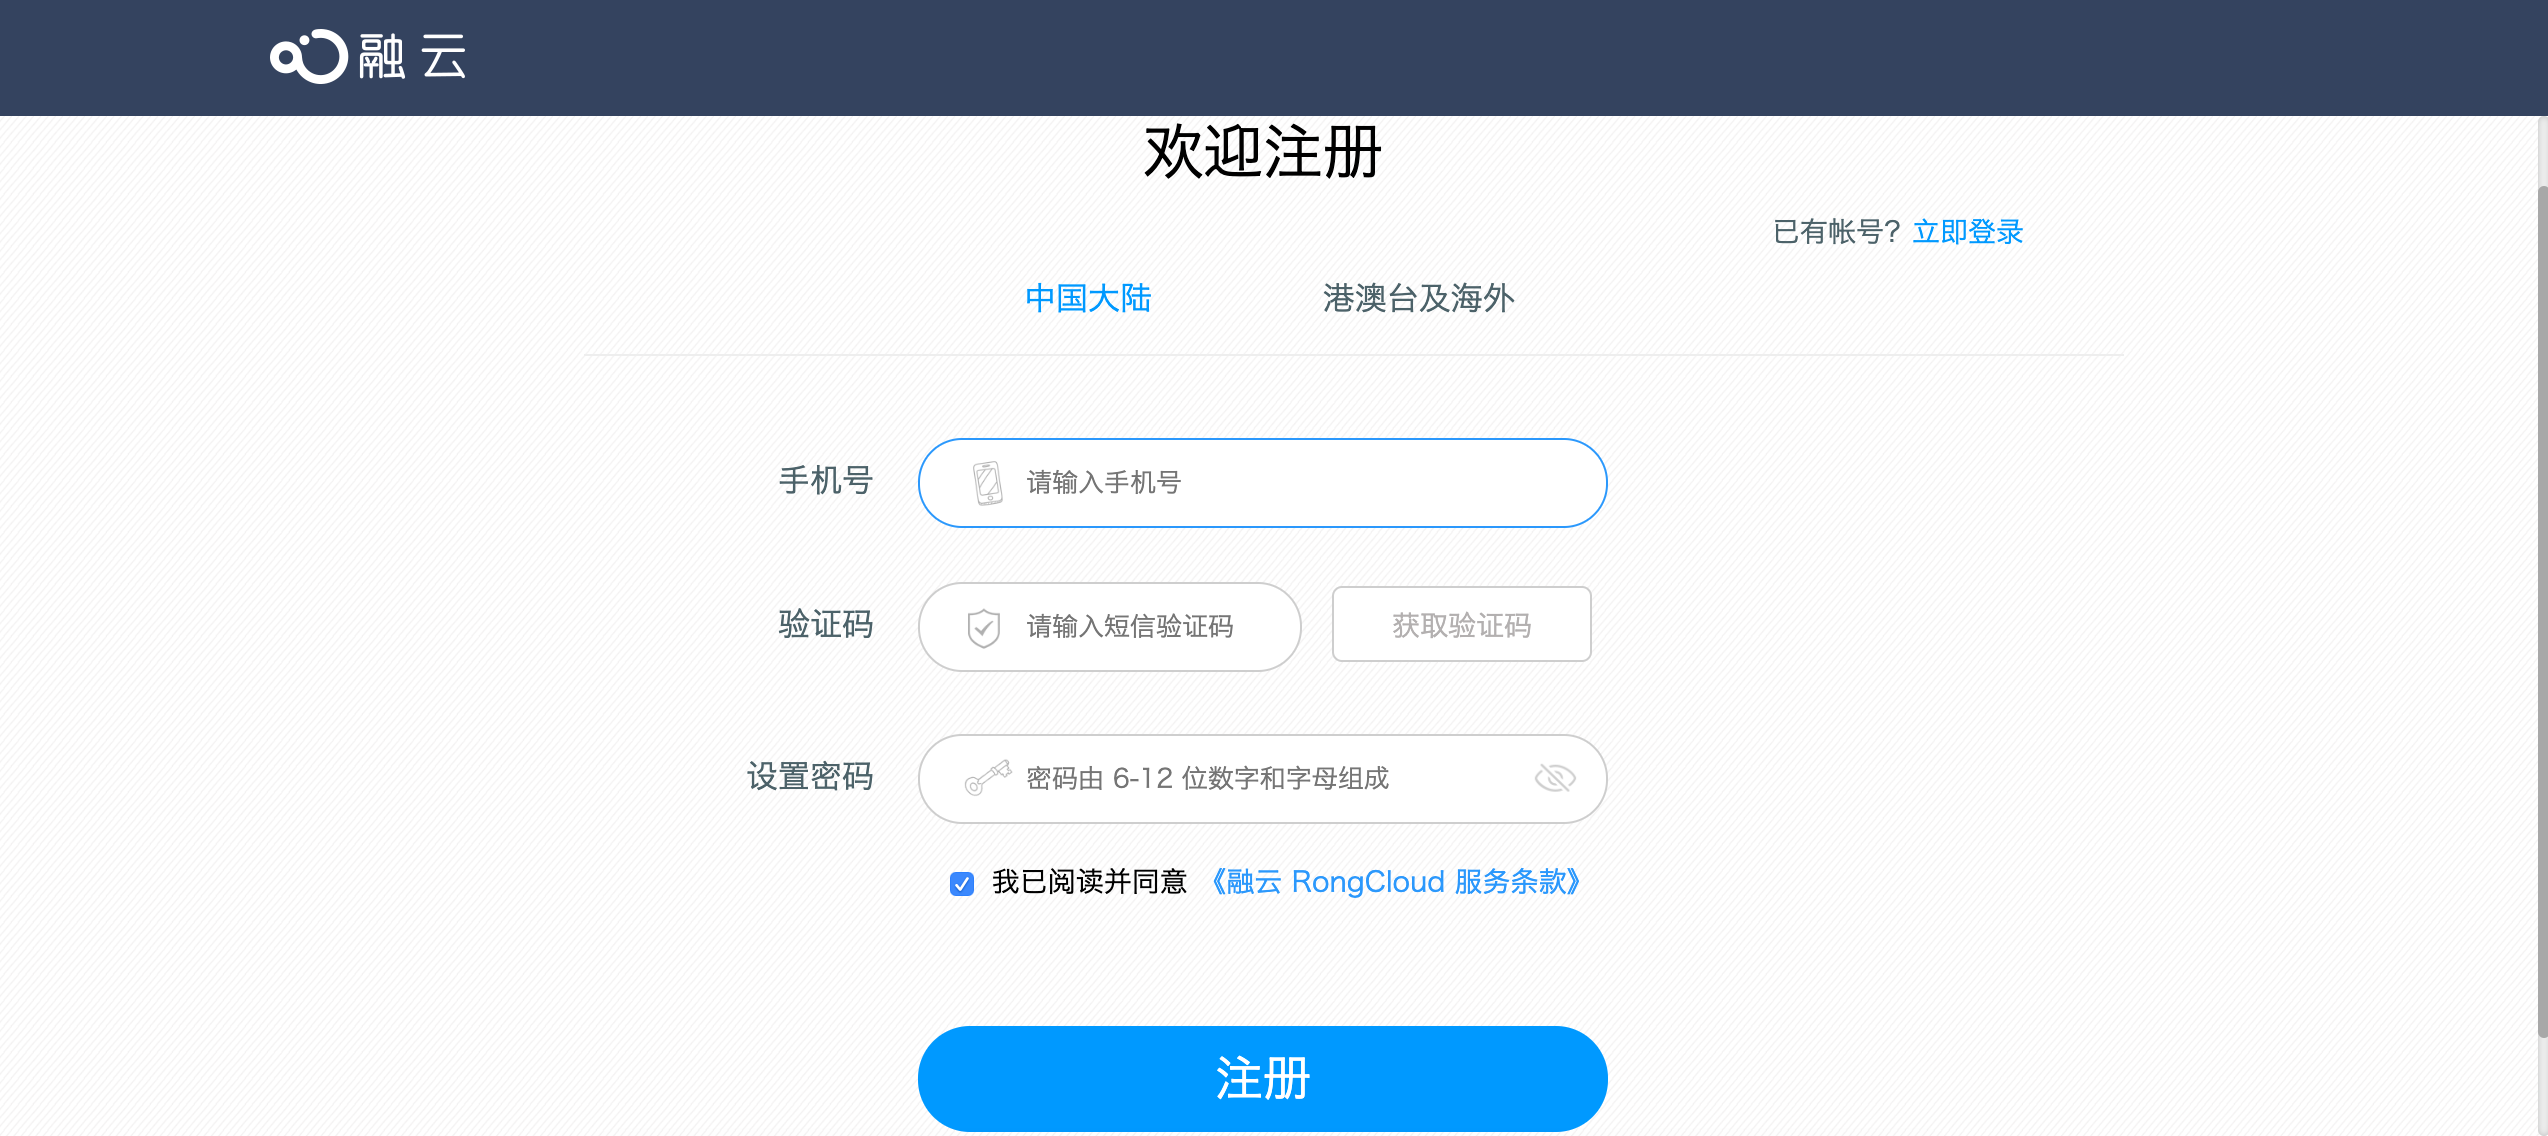 融云
欢迎注册
已有帐号? 立即登录
中国大陆 港澳台及海外
手机号 请输入手机号
验证码 请输入短信验证码 获取验证码
设置密码 密码由 6-12 位数字和字母组成
我已阅读并同意 《融云 RongCloud 服务条款》
注册